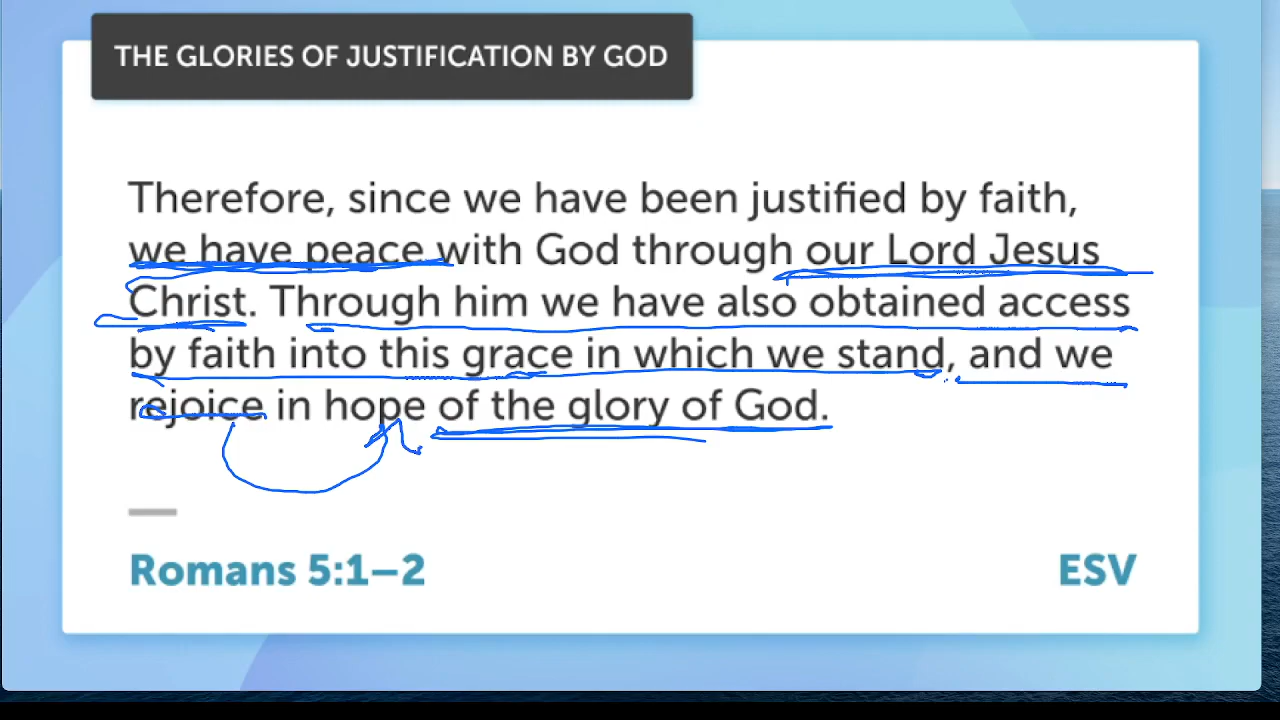 THE GLORIES OF JUSTIFICATION BY GOD
Therefore, since we have been justified by faith,
we have peace with God through our Lord Jesus
Christ. Through him we have also obtained access
by faith into this grace in which we stand, and we
rejoice in hope of the glory of God.
Romans 5:1–2
ESV